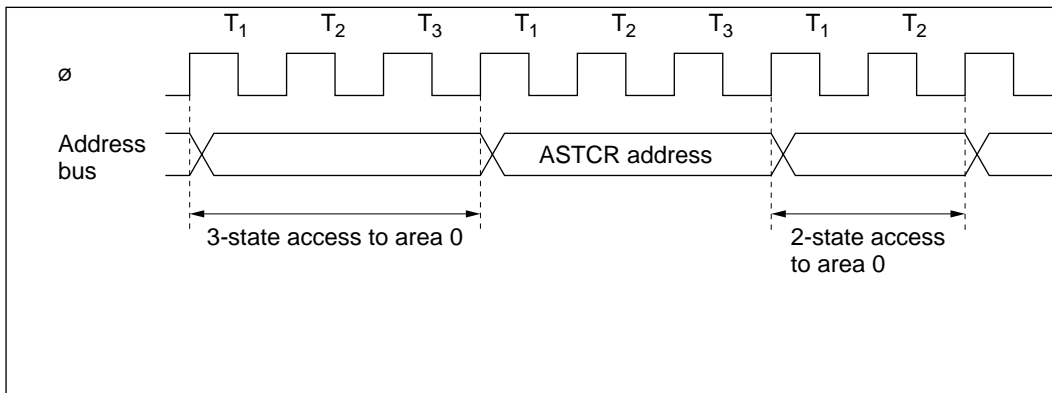 T₁ T₂ T₃ T₁ T₂ T₃ T₁ T₂
ø
Address
bus
ASTCR address
3-state access to area 0
2-state access
to area 0